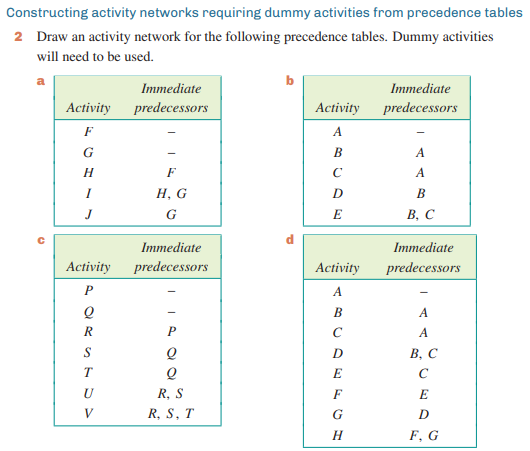 Constructing activity networks requiring dummy activities from precedence tables
2 Draw an activity network for the following precedence tables. Dummy activities
will need to be used.
a
Immediate
Activity predecessors
F –
G –
H F
I H, G
J G
b
Immediate
Activity predecessors
A –
B A
C A
D B
E B, C
c
Immediate
Activity predecessors
P –
Q –
R P
S Q
T Q
U R, S
V R, S, T
d
Immediate
Activity predecessors
A –
B A
C A
D B, C
E C
F E
G D
H F, G